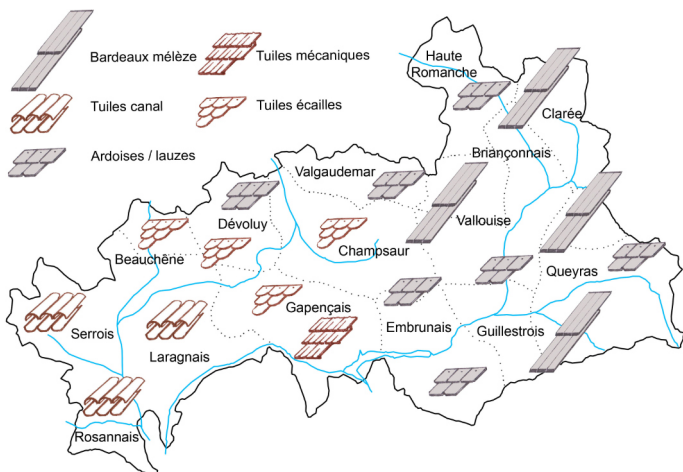 Bardeaux mélèze
Tuiles mécaniques
Tuiles canal
Tuiles écailles
Ardoises / lauzes
Haute
Romanche
Clarée
Briançonnais
Valgaudemar
Dévoluy
Vallouise
Champsaur
Beauchêne
Queyras
Gapençais
Embrunais
Guillestrois
Serrois
Laragnais
Rosannais